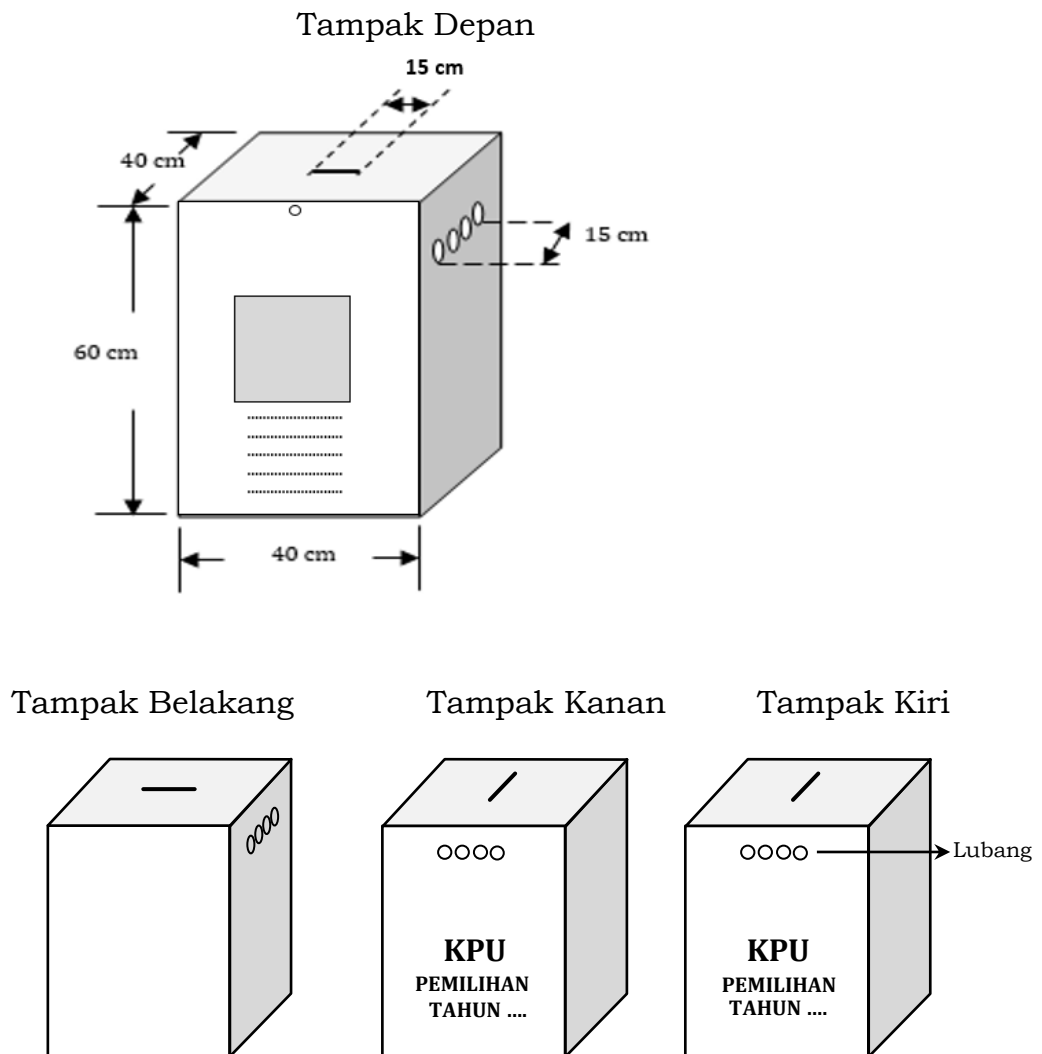 Tampak Depan
15 cm
40 cm
15 cm
60 cm
40 cm
Tampak Belakang
Tampak Kanan
Tampak Kiri
Lubang
KPU
PEMILIHAN
TAHUN ....
KPU
PEMILIHAN
TAHUN ....